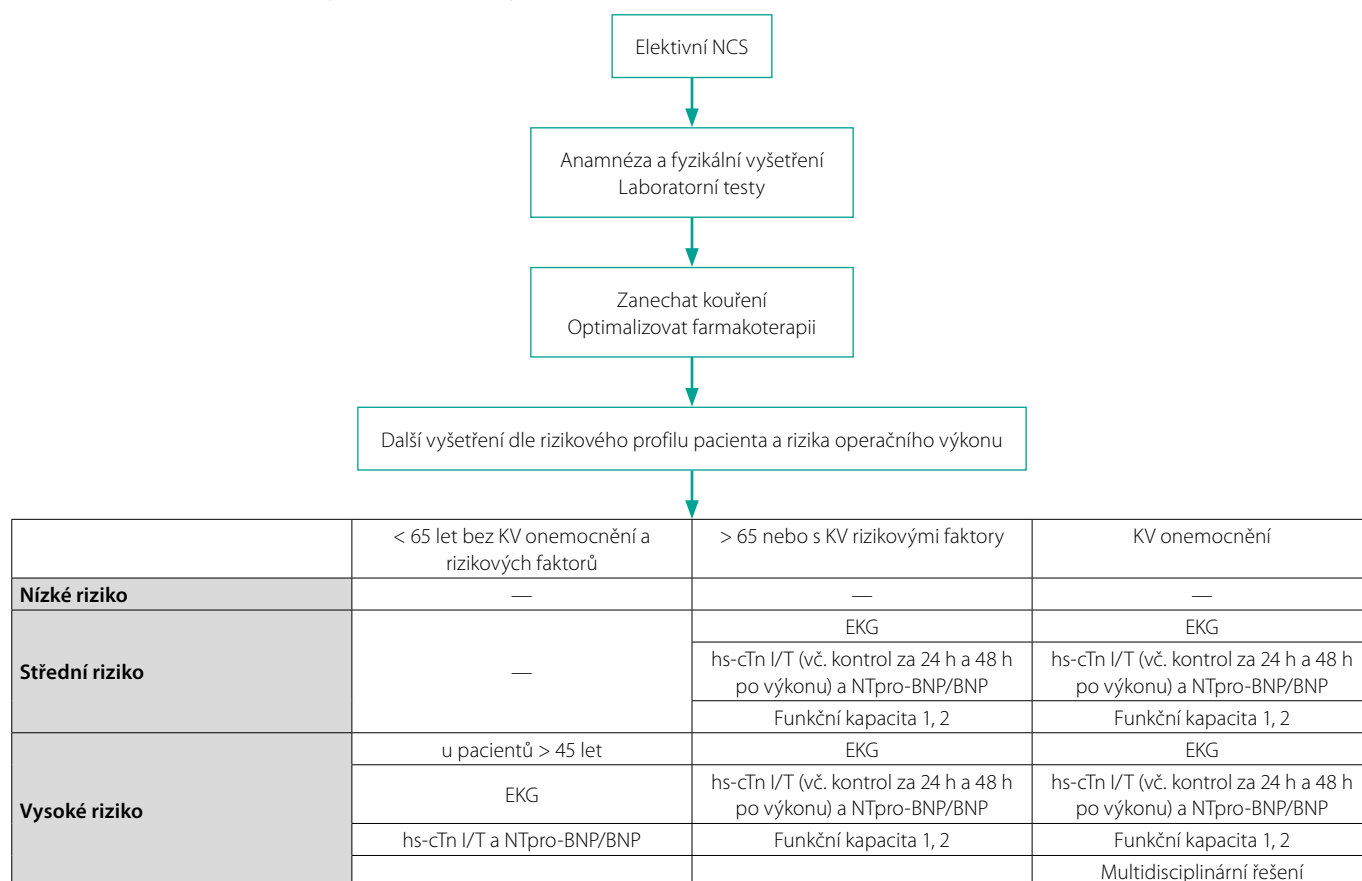 Elektivní NCS
Anamnéza a fyzikální vyšetření
Laboratorní testy
Zanechat kouření
Optimalizovat farmakoterapii
Další vyšetření dle rizikového profilu pacienta a rizika operačního výkonu
< 65 let bez KV onemocnění a
rizikových faktorů
> 65 nebo s KV rizikovými faktory
KV onemocnění
Nízké riziko
—
—
—
Střední riziko
—
EKG
hs-cTn I/T (vč. kontrol za 24 h a 48 h
po výkonu) a NTpro-BNP/BNP
Funkční kapacita 1, 2
EKG
hs-cTn I/T (vč. kontrol za 24 h a 48 h
po výkonu) a NTpro-BNP/BNP
Funkční kapacita 1, 2
Vysoké riziko
u pacientů > 45 let
EKG
hs-cTn I/T a NTpro-BNP/BNP
EKG
hs-cTn I/T (vč. kontrol za 24 h a 48 h
po výkonu) a NTpro-BNP/BNP
Funkční kapacita 1, 2
EKG
hs-cTn I/T (vč. kontrol za 24 h a 48 h
po výkonu) a NTpro-BNP/BNP
Funkční kapacita 1, 2
Multidisciplinární řešení